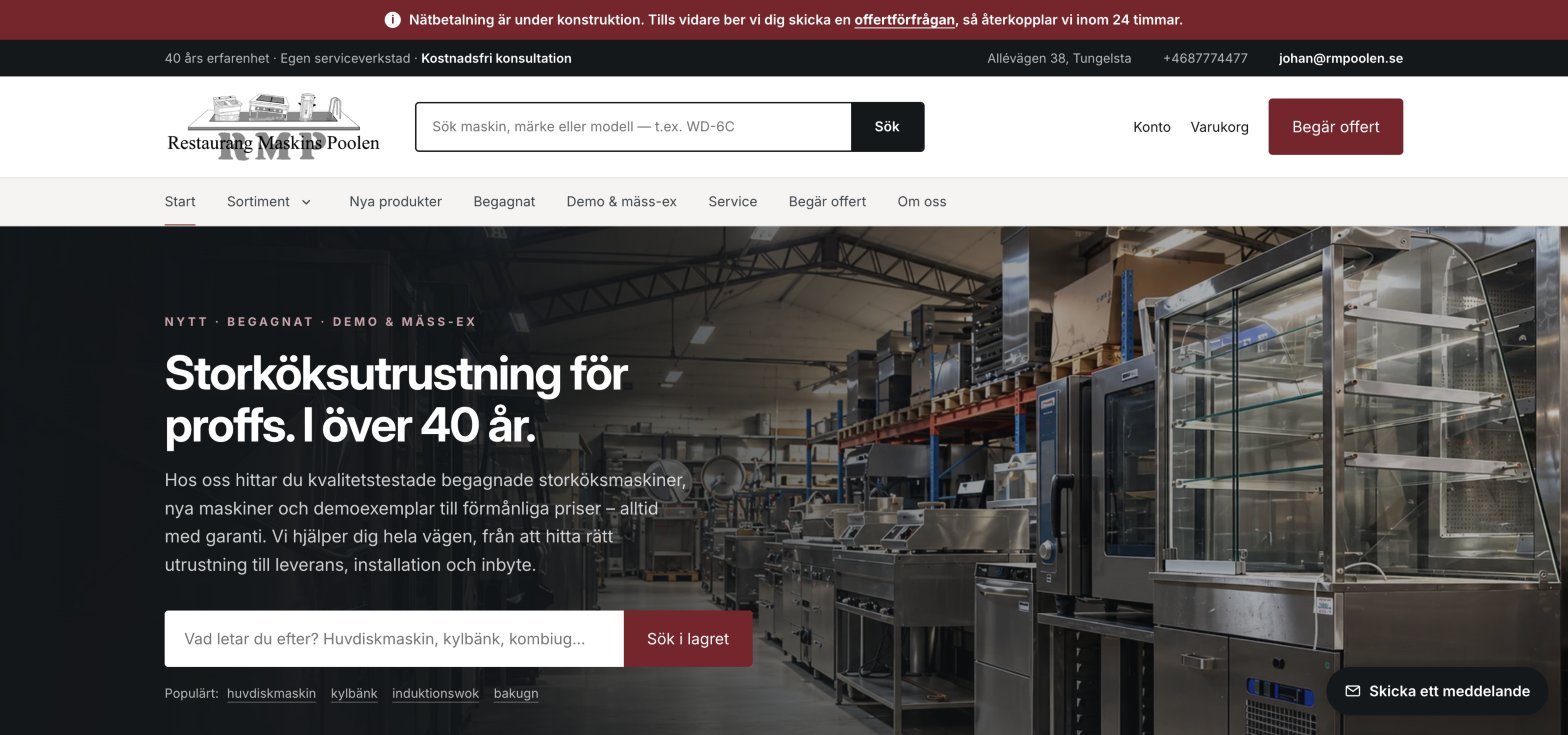 Nätbetalning är under konstruktion. Tills vidare ber vi dig skicka en offertförfrågan, så återkopplar vi inom 24 timmar.
40 års erfarenhet · Egen serviceverkstad · Kostnadsfri konsultation
Allévägen 38, Tungelsta
+4687774477
johan@rmpoolen.se
RMP
Restaurang Maskins Poolen
Sök maskin, märke eller modell — t.ex. WD-6C
Sök
Konto
Varukorg
Begär offert
Start
Sortiment
Nya produkter
Begagnat
Demo & mäss-ex
Service
Begär offert
Om oss
NYTT · BEGAGNAT · DEMO & MÄSS-EX
Storköksutrustning för
proffs. I över 40 år.
Hos oss hittar du kvalitetstestade begagnade storköksmaskiner,
nya maskiner och demoexemplar till förmånliga priser – alltid
med garanti. Vi hjälper dig hela vägen, från att hitta rätt
utrustning till leverans, installation och inbyte.
Vad letar du efter? Huvdiskmaskin, kylbänk, kombiug...
Sök i lagret
Populärt: huvdiskmaskin kylbänk induktionswok bakugn
Skicka ett meddelande